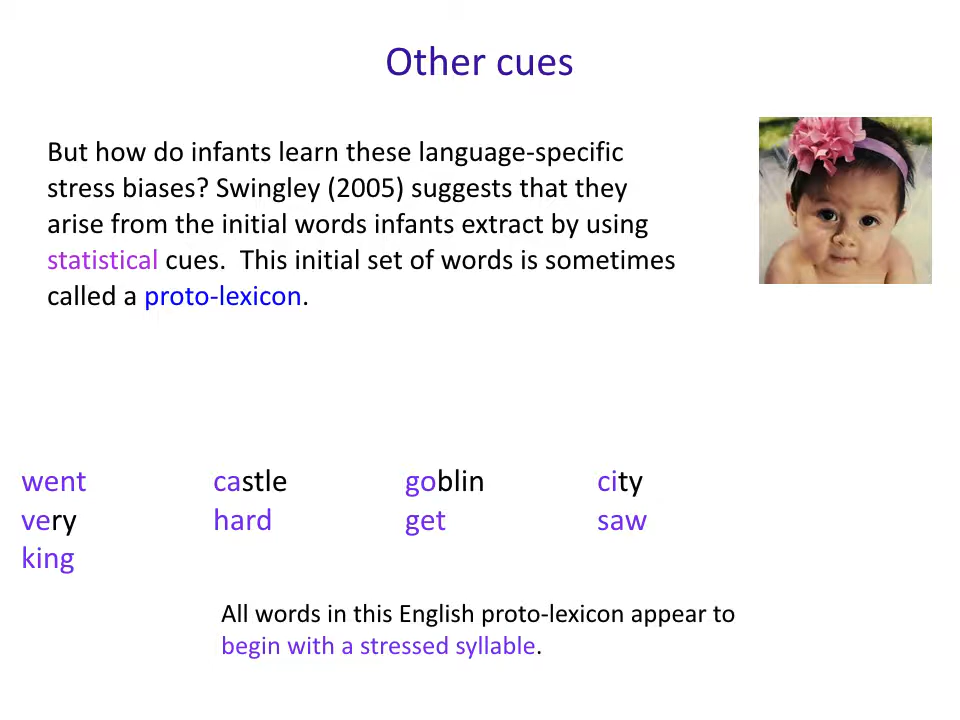 Other cues
But how do infants learn these language-specific
stress biases? Swingley (2005) suggests that they
arise from the initial words infants extract by using
statistical cues.  This initial set of words is sometimes
called a proto-lexicon.
went castle goblin city
very hard get saw
king
All words in this English proto-lexicon appear to
begin with a stressed syllable.